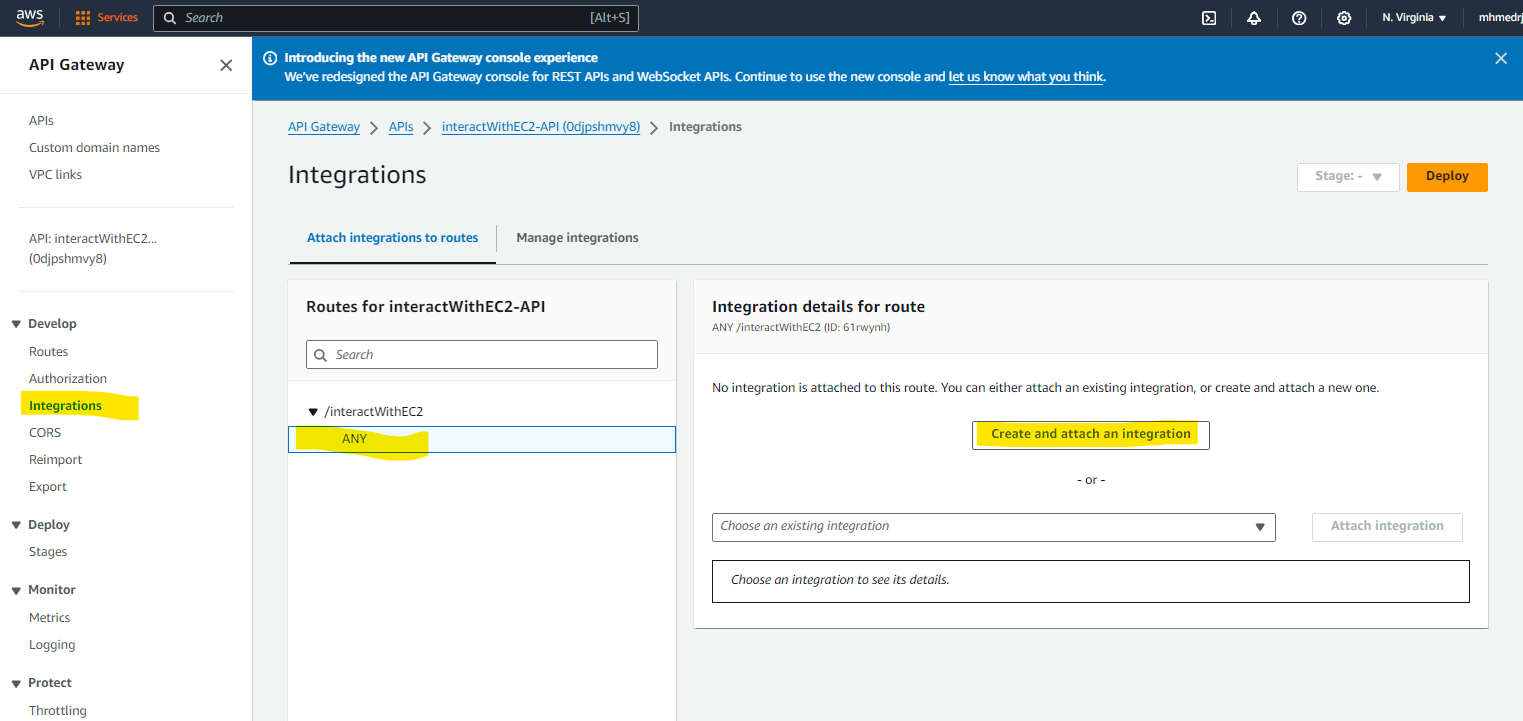 aws
Services
Search
[Alt+S]
N. Virginia
mhmedrj
API Gateway
Introducing the new API Gateway console experience
We've redesigned the API Gateway console for REST APIs and WebSocket APIs. Continue to use the new console and let us know what you think.
APIs
Custom domain names
VPC links
API: interactWithEC2...
(0djpshmvy8)
Develop
Routes
Authorization
Integrations
CORS
Reimport
Export
Deploy
Stages
Monitor
Metrics
Logging
Protect
Throttling
API Gateway
APIs
interactWithEC2-API (0djpshmvy8)
Integrations
Integrations
Stage: -
Deploy
Attach integrations to routes
Manage integrations
Routes for interactWithEC2-API
Search
/interactWithEC2
ANY
Integration details for route
ANY /interactWithEC2 (ID: 61rwynh)
No integration is attached to this route. You can either attach an existing integration, or create and attach a new one.
Create and attach an integration
- or -
Choose an existing integration
Attach integration
Choose an integration to see its details.